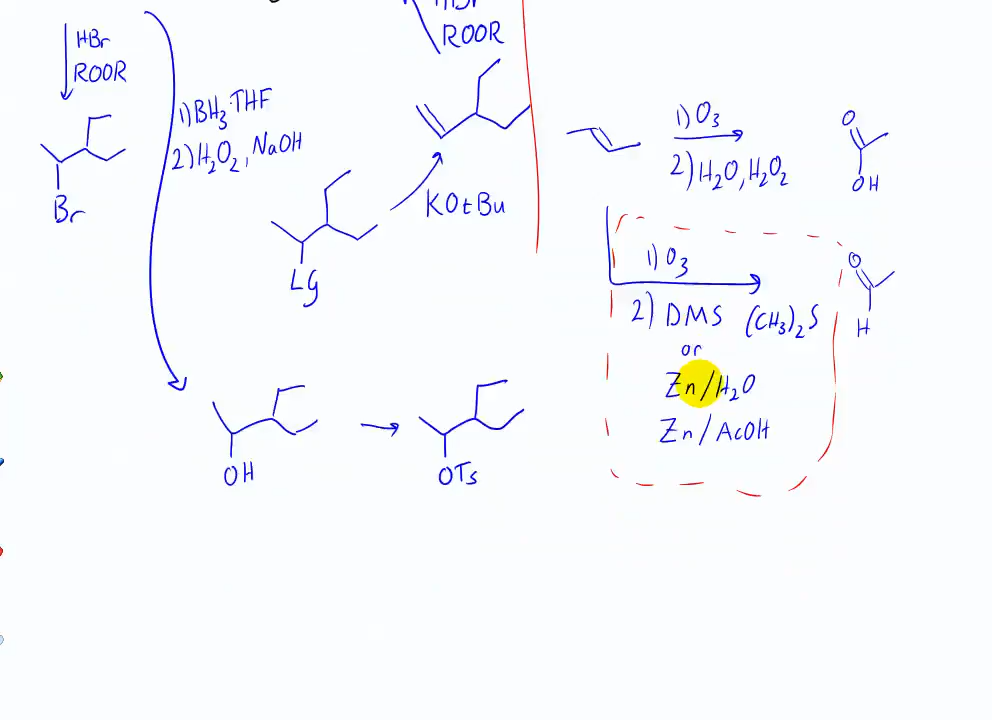 HBr
ROOR
HBr
ROOR
1) BH₃·THF
2) H₂O₂, NaOH
Br
LG
KOtBu
OH
OTs
1) O₃
2) H₂O, H₂O₂
O
OH
1) O₃
2) DMS (CH₃)₂S
or
Zn/H₂O
Zn/AcOH
O
H